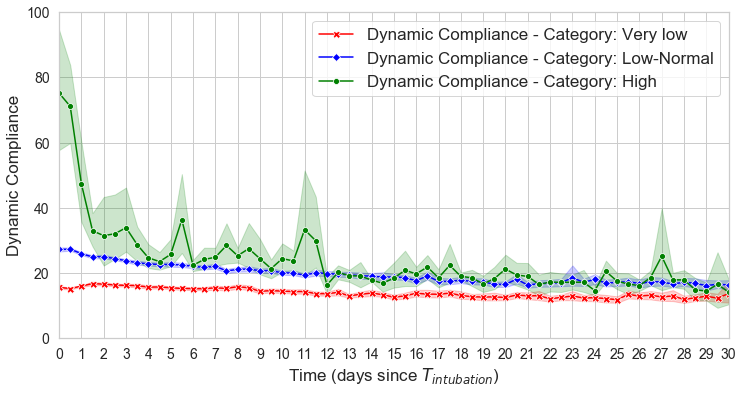 100
80
60
40
20
0
Dynamic Compliance
Dynamic Compliance - Category: Very low
Dynamic Compliance - Category: Low-Normal
Dynamic Compliance - Category: High
0 1 2 3 4 5 6 7 8 9 10 11 12 13 14 15 16 17 18 19 20 21 22 23 24 25 26 27 28 29 30
Time (days since T_intubation)